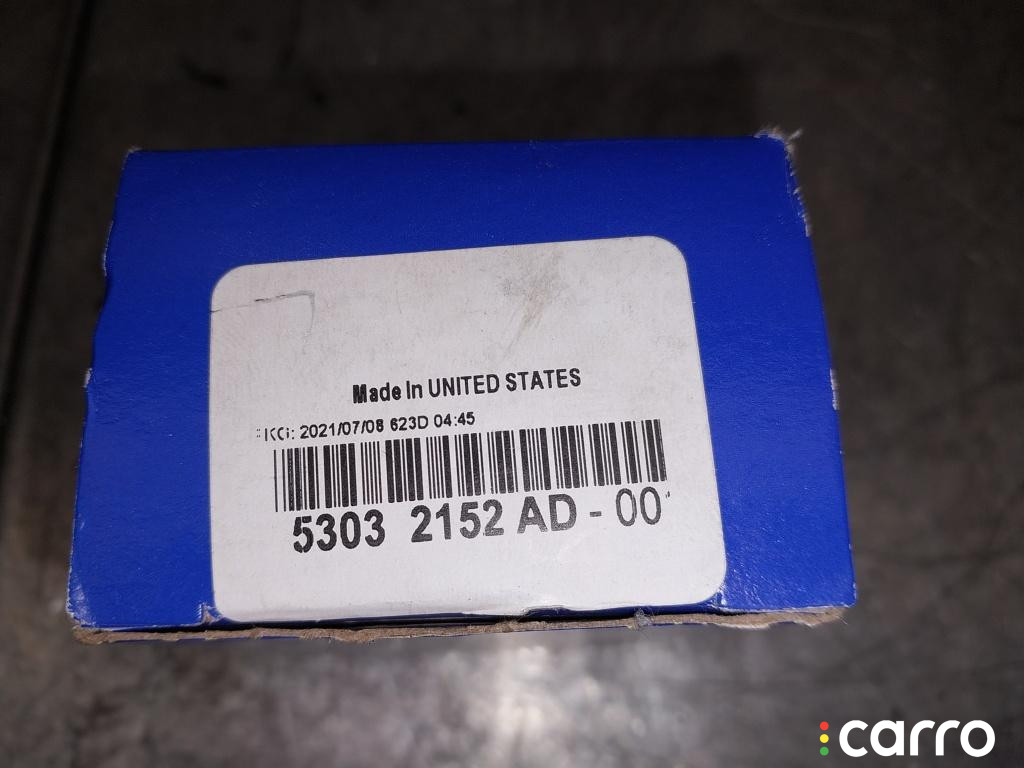 Made In UNITED STATES
2021/07/08 623D 04:45
5303 2152 AD - 00
carro